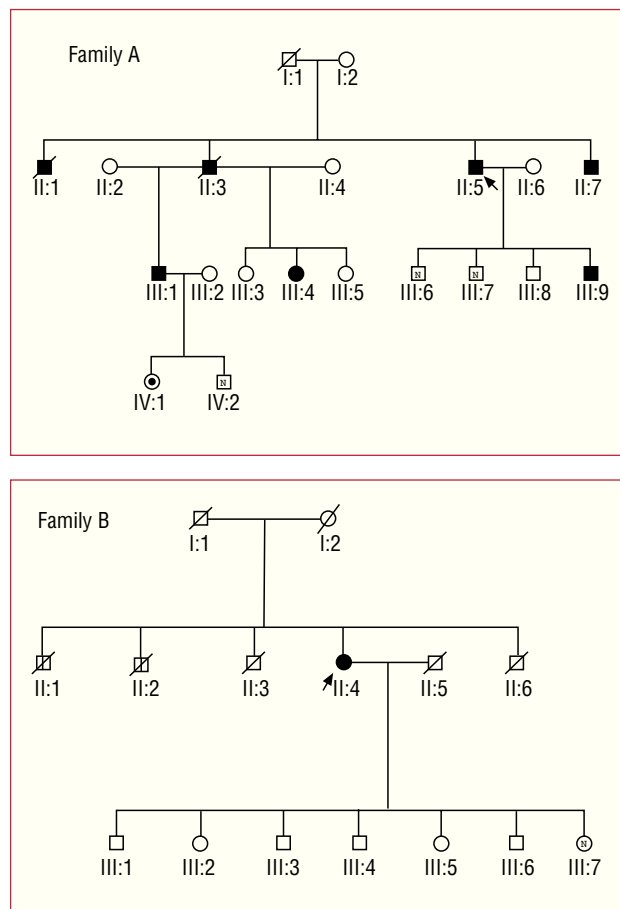 Family A
I:1 I:2
II:1 II:2 II:3 II:4 II:5 II:6 II:7
III:1 III:2 III:3 III:4 III:5 N III:6 N III:7 III:8 III:9
IV:1 N IV:2
Family B
I:1 I:2
II:1 II:2 II:3 II:4 II:5 II:6
III:1 III:2 III:3 III:4 III:5 III:6 N III:7